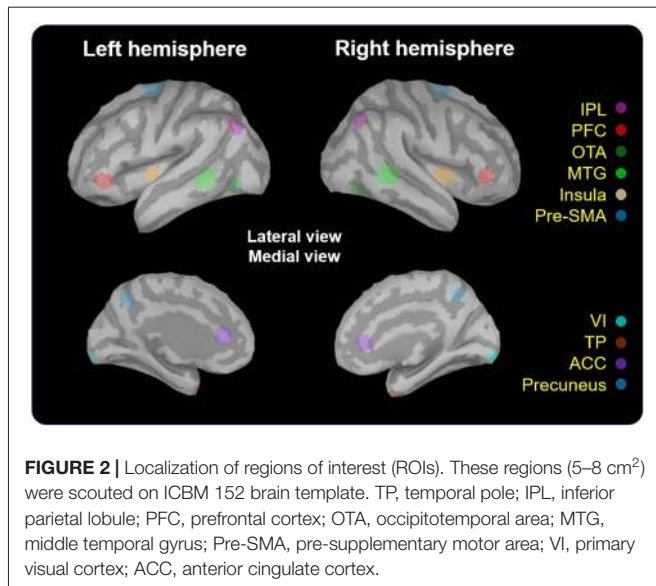 Left hemisphere
Right hemisphere
IPL
PFC
OTA
MTG
Insula
Pre-SMA
Lateral view
Medial view
VI
TP
ACC
Precuneus
FIGURE 2 | Localization of regions of interest (ROIs). These regions (5–8 cm²)
were scouted on ICBM 152 brain template. TP, temporal pole; IPL, inferior
parietal lobule; PFC, prefrontal cortex; OTA, occipitotemporal area; MTG,
middle temporal gyrus; Pre-SMA, pre-supplementary motor area; VI, primary
visual cortex; ACC, anterior cingulate cortex.